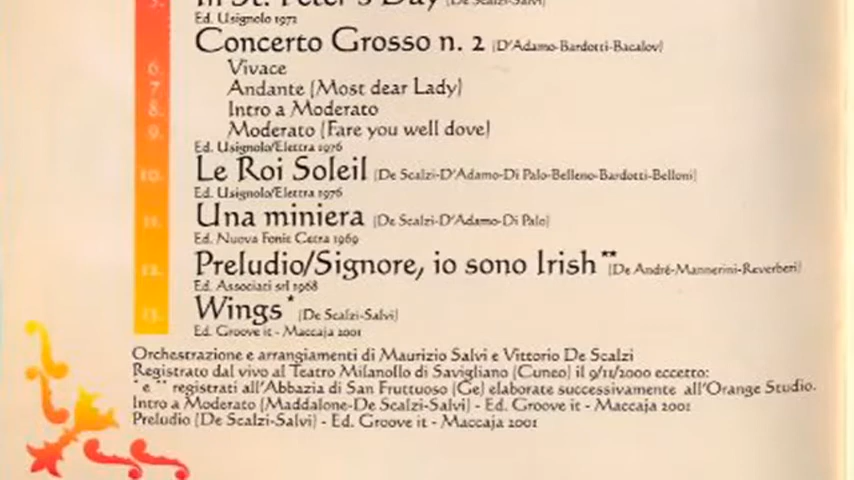 5. In St. Peter's Day (De Scalzi-Salvi)
Ed. Usignolo 1972
Concerto Grosso n. 2 (D'Adamo-Bardotti-Bacalov)
6. Vivace
7. Andante (Most dear Lady)
8. Intro a Moderato
9. Moderato (Fare you well dove)
Ed. Usignolo/Elettra 1976
10. Le Roi Soleil (De Scalzi-D'Adamo-Di Palo-Belleno-Bardotti-Belloni)
Ed. Usignolo/Elettra 1976
11. Una miniera (De Scalzi-D'Adamo-Di Palo)
Ed. Nuova Fonit Cetra 1969
12. Preludio/Signore, io sono Irish ** (De André-Mannerini-Reverberi)
Ed. Associati srl 1968
13. Wings * (De Scalzi-Salvi)
Ed. Groove it - Maccaja 2001
Orchestrazione e arrangiamenti di Maurizio Salvi e Vittorio De Scalzi
Registrato dal vivo al Teatro Milanollo di Savigliano (Cuneo) il 9/11/2000 eccetto:
* e ** registrati all'Abbazia di San Fruttuoso (Ge) elaborate successivamente all'Orange Studio.
Intro a Moderato (Maddalone-De Scalzi-Salvi) - Ed. Groove it - Maccaja 2001
Preludio (De Scalzi-Salvi) - Ed. Groove it - Maccaja 2001